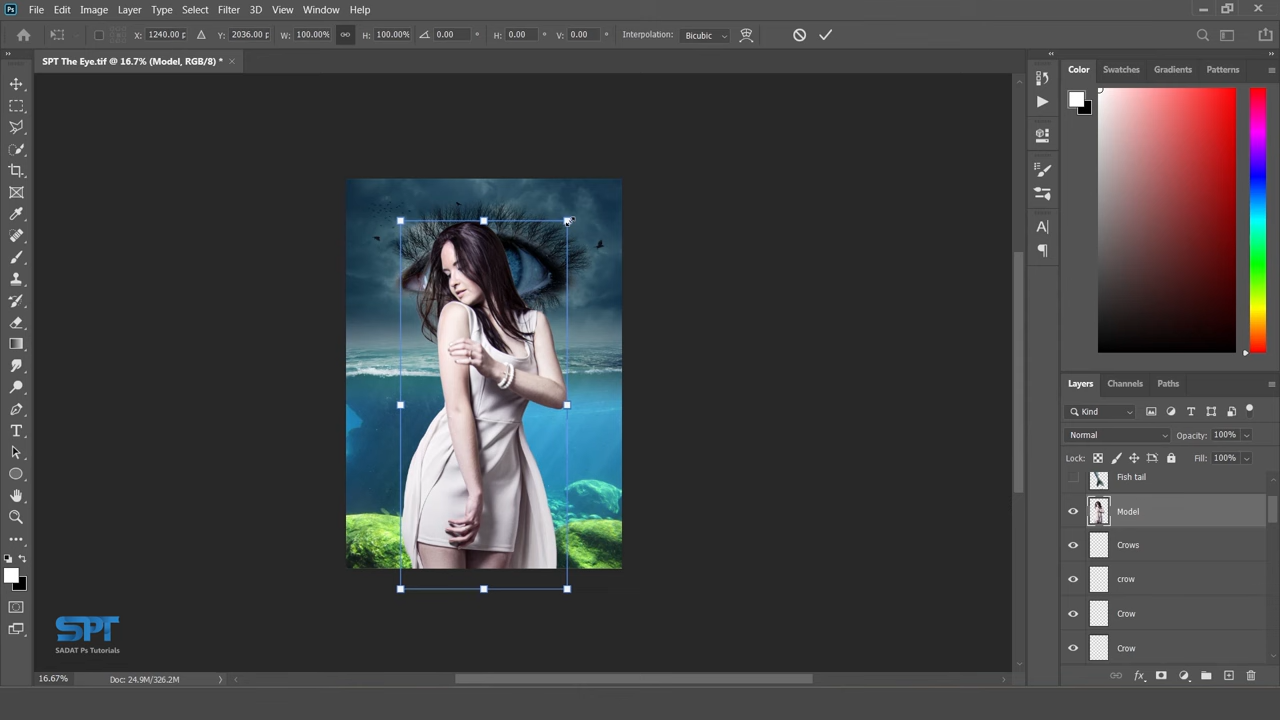 Ps File Edit Image Layer Type Select Filter 3D View Window Help
X: 1240.00 p Y: 2036.00 p W: 100.00% H: 100.00% 0.00 ° H: 0.00 ° V: 0.00 ° Interpolation: Bicubic
SPT The Eye.tif @ 16.7% (Model, RGB/8) * ×
Color Swatches Gradients Patterns
Layers Channels Paths
Kind
Normal Opacity: 100%
Lock: Fill: 100%
Fish tail
Model
Crows
crow
Crow
Crow
SPT
SADAT Ps Tutorials
16.67% Doc: 24.9M/326.2M